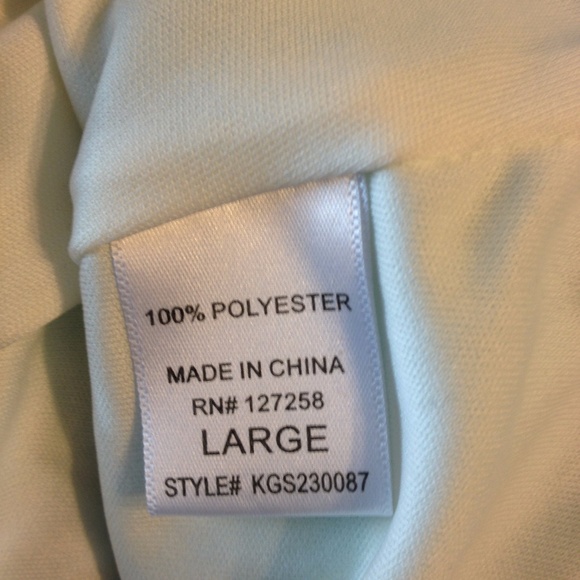 100% POLYESTER
MADE IN CHINA
RN# 127258
LARGE
STYLE# KGS230087